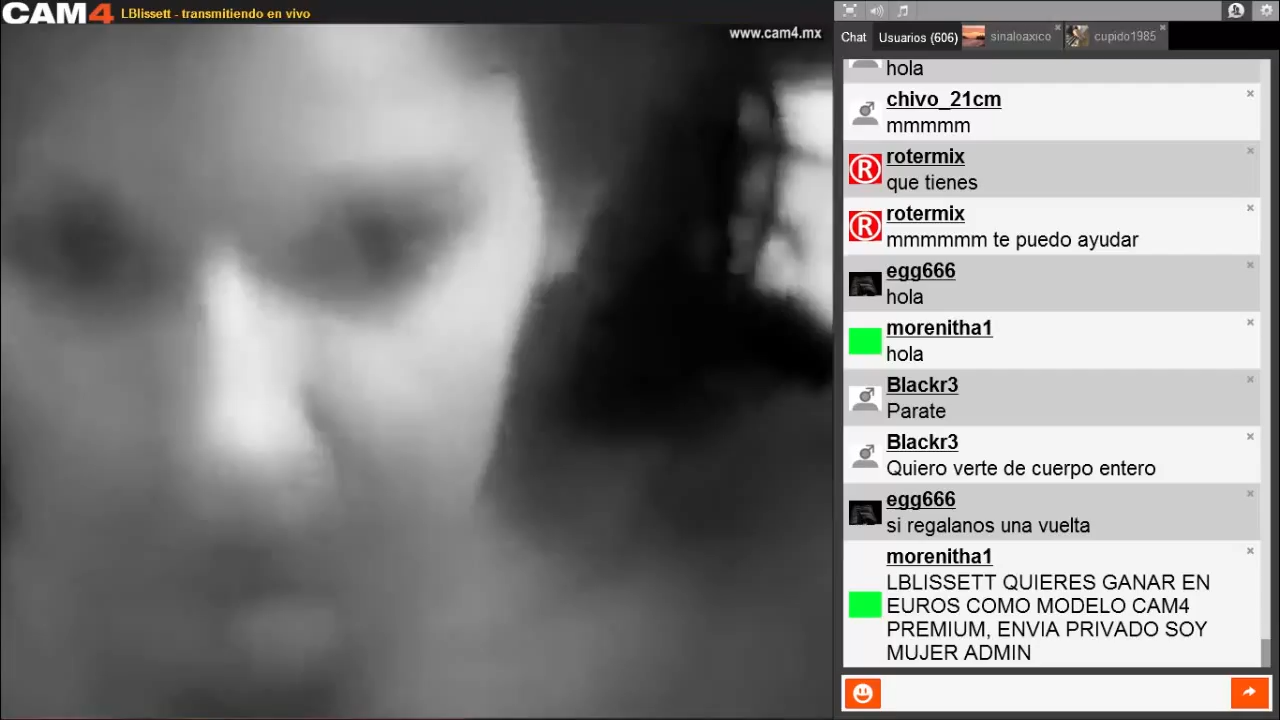 CAM4 LBlissett - transmitiendo en vivo
www.cam4.mx
Chat Usuarios (606) sinaloaxico cupido1985
hola
chivo_21cm
mmmmm
rotermix
que tienes
rotermix
mmmmmm te puedo ayudar
egg666
hola
morenitha1
hola
Blackr3
Parate
Blackr3
Quiero verte de cuerpo entero
egg666
si regalanos una vuelta
morenitha1
LBLISSETT QUIERES GANAR EN
EUROS COMO MODELO CAM4
PREMIUM, ENVIA PRIVADO SOY
MUJER ADMIN